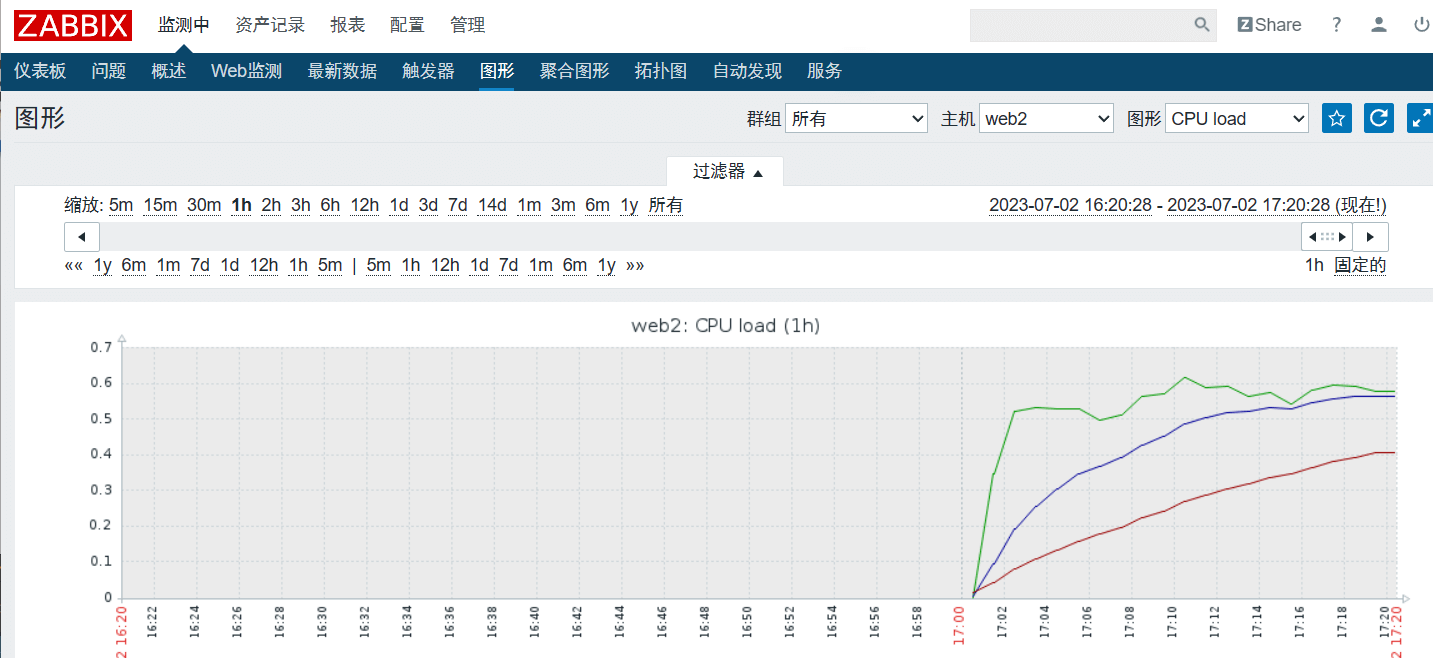 ZABBIX 监测中 资产记录 报表 配置 管理 Z Share ?
仪表板 问题 概述 Web监测 最新数据 触发器 图形 聚合图形 拓扑图 自动发现 服务
图形 群组 所有 主机 web2 图形 CPU load
过滤器 ▲
缩放: 5m 15m 30m 1h 2h 3h 6h 12h 1d 3d 7d 14d 1m 3m 6m 1y 所有 2023-07-02 16:20:28 - 2023-07-02 17:20:28 (现在!)
«« 1y 6m 1m 7d 1d 12h 1h 5m | 5m 1h 12h 1d 7d 1m 6m 1y »» 1h 固定的
web2: CPU load (1h)
0.7
0.6
0.5
0.4
0.3
0.2
0.1
0
2 16:20 16:22 16:24 16:26 16:28 16:30 16:32 16:34 16:36 16:38 16:40 16:42 16:44 16:46 16:48 16:50 16:52 16:54 16:56 16:58 17:00 17:02 17:04 17:06 17:08 17:10 17:12 17:14 17:16 17:18 17:20 2 17:20